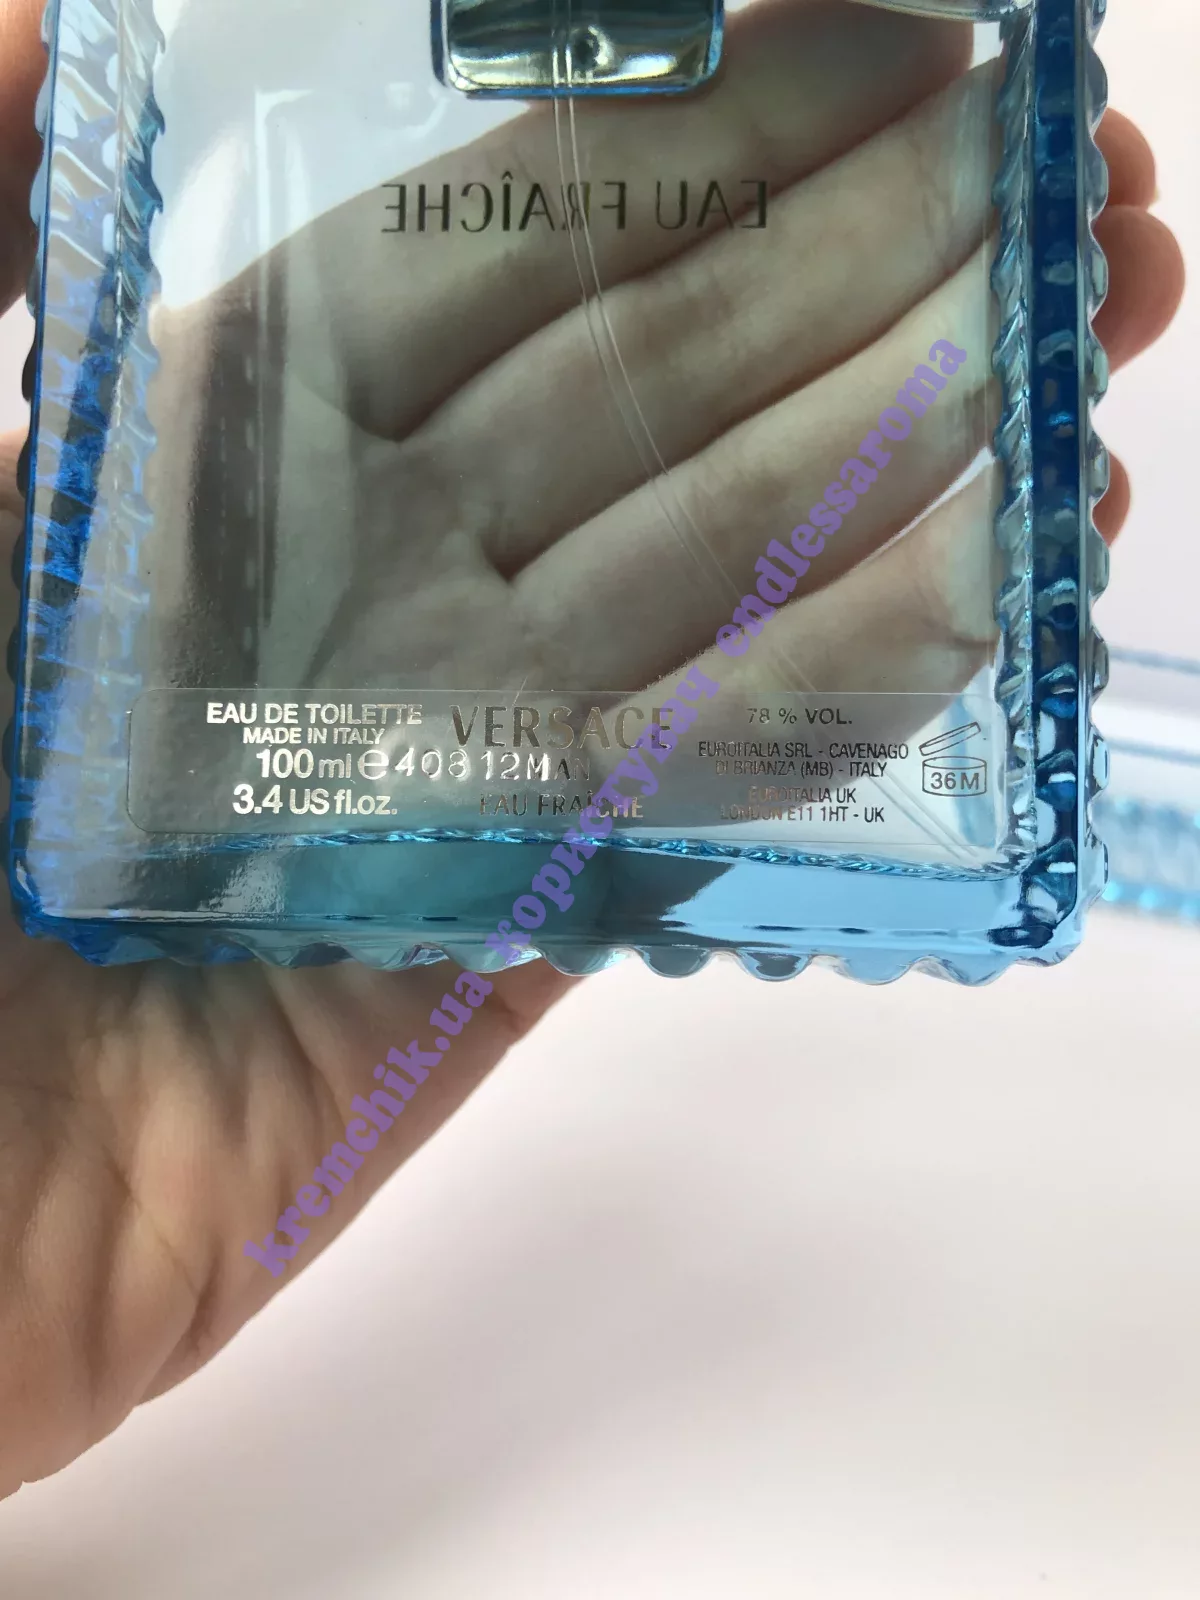 EAU FRAÎCHE
EAU DE TOILETTE
MADE IN ITALY
100 ml e 40812M
3.4 US fl.oz.
VERSACE
MAN
EAU FRAÎCHE
78 % VOL.
EUROITALIA SRL - CAVENAGO
DI BRIANZA (MB) - ITALY
EUROITALIA UK
LONDON E11 1HT - UK
36 M
kremchik.ua користувач endlessaroma